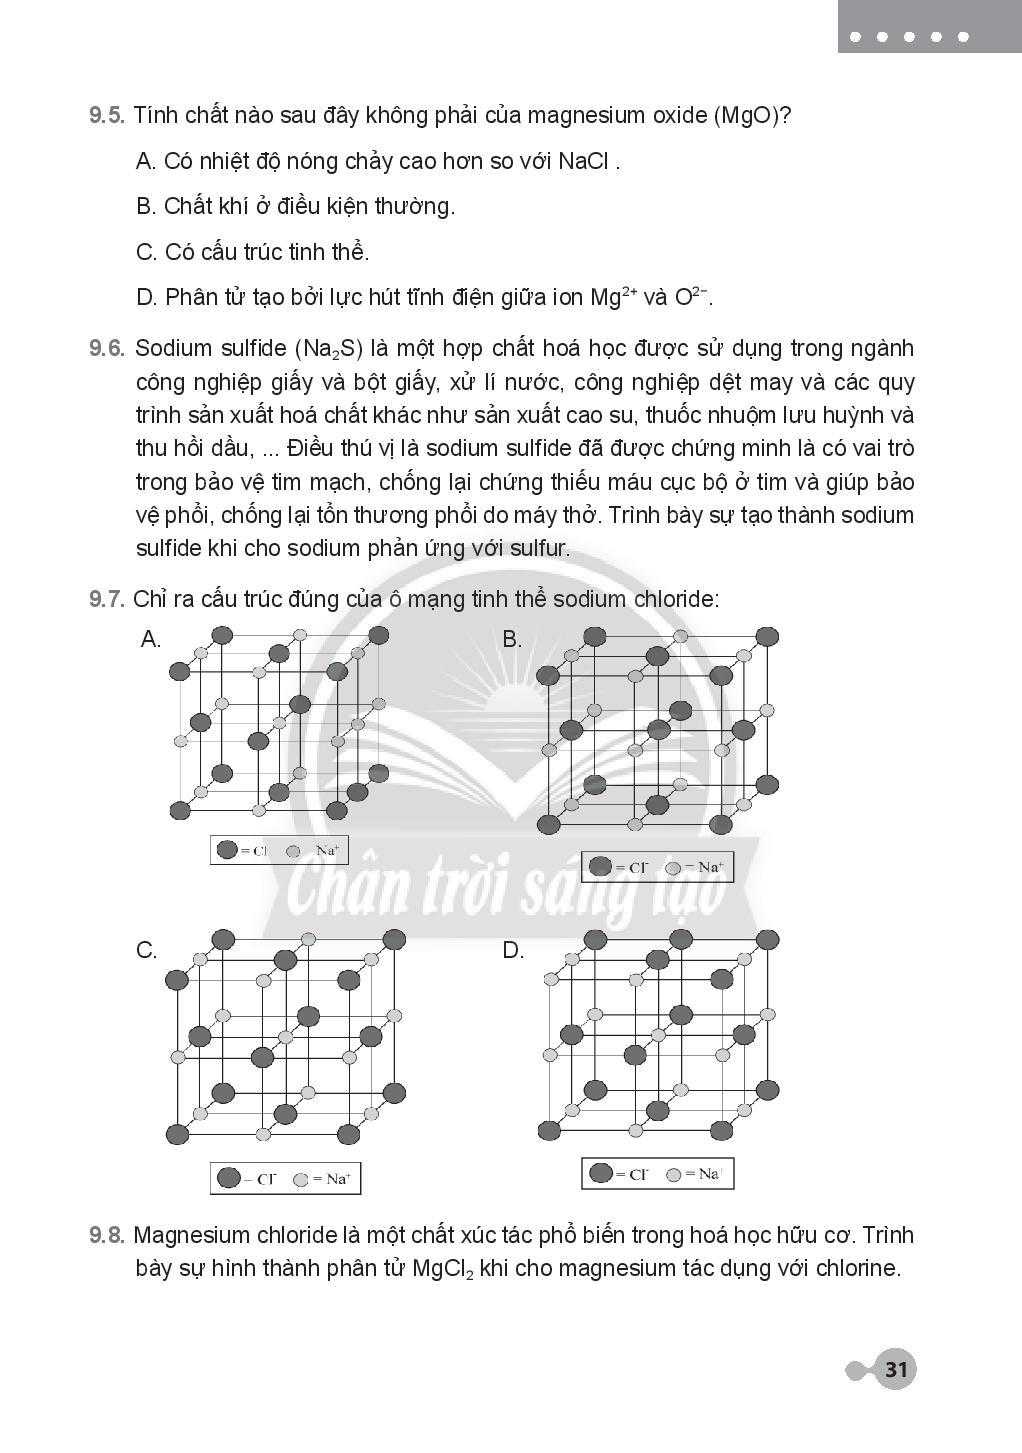 9.5. Tính chất nào sau đây không phải của magnesium oxide (MgO)?
A. Có nhiệt độ nóng chảy cao hơn so với NaCl .
B. Chất khí ở điều kiện thường.
C. Có cấu trúc tinh thể.
D. Phân tử tạo bởi lực hút tĩnh điện giữa ion Mg²⁺ và O²⁻.
9.6. Sodium sulfide (Na₂S) là một hợp chất hoá học được sử dụng trong ngành
công nghiệp giấy và bột giấy, xử lí nước, công nghiệp dệt may và các quy
trình sản xuất hoá chất khác như sản xuất cao su, thuốc nhuộm lưu huỳnh và
thu hồi dầu, ... Điều thú vị là sodium sulfide đã được chứng minh là có vai trò
trong bảo vệ tim mạch, chống lại chứng thiếu máu cục bộ ở tim và giúp bảo
vệ phổi, chống lại tổn thương phổi do máy thở. Trình bày sự tạo thành sodium
sulfide khi cho sodium phản ứng với sulfur.
9.7. Chỉ ra cấu trúc đúng của ô mạng tinh thể sodium chloride:
A.
B.
= Cl Na⁺
= Cl⁻ = Na⁺
Chân trời sáng tạo
C.
D.
– Cl⁻ = Na⁺
= Cl⁻ = Na
9.8. Magnesium chloride là một chất xúc tác phổ biến trong hoá học hữu cơ. Trình
bày sự hình thành phân tử MgCl₂ khi cho magnesium tác dụng với chlorine.
31